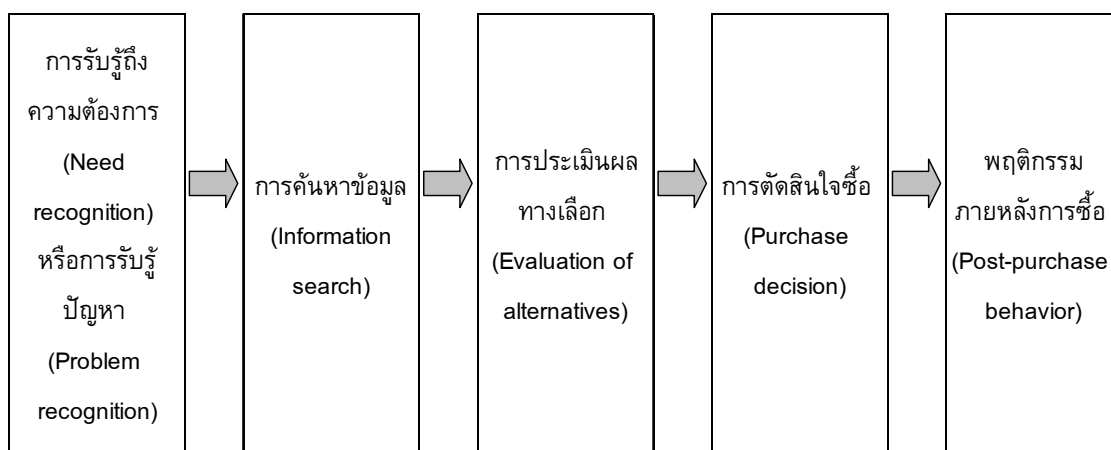 การรับรู้ถึง
ความต้องการ
(Need
recognition)
หรือการรับรู้
ปัญหา
(Problem
recognition)
การค้นหาข้อมูล
(Information
search)
การประเมินผล
ทางเลือก
(Evaluation of
alternatives)
การตัดสินใจซื้อ
(Purchase
decision)
พฤติกรรม
ภายหลังการซื้อ
(Post-purchase
behavior)